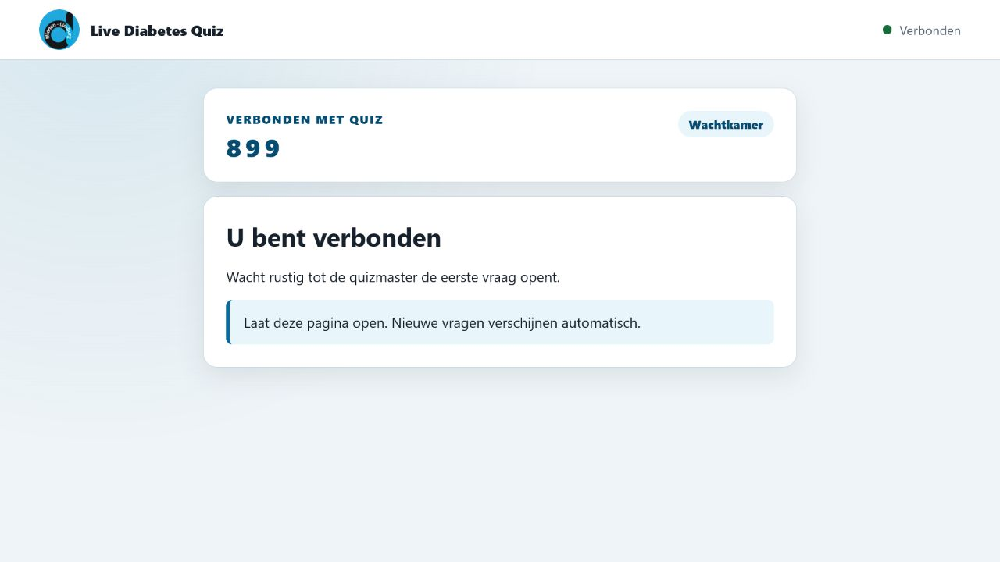 Midden - Limburg
Live Diabetes Quiz
Verbonden
VERBONDEN MET QUIZ
899
Wachtkamer
U bent verbonden
Wacht rustig tot de quizmaster de eerste vraag opent.
Laat deze pagina open. Nieuwe vragen verschijnen automatisch.